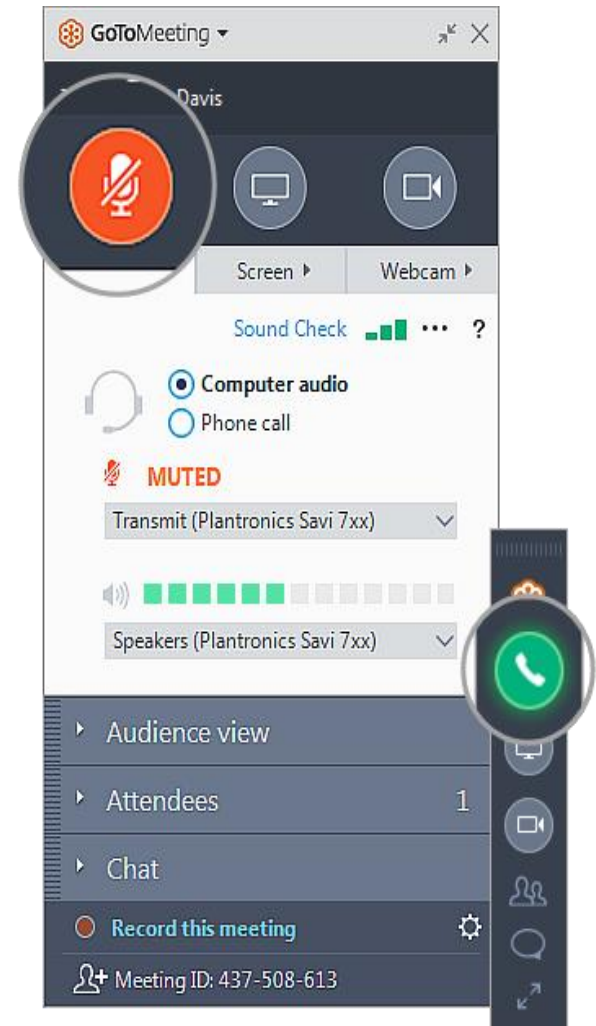 GoToMeeting
Davis
Screen
Webcam
Sound Check ... ?
Computer audio
Phone call
MUTED
Transmit (Plantronics Savi 7xx)
Speakers (Plantronics Savi 7xx)
Audience view
Attendees 1
Chat
Record this meeting
Meeting ID: 437-508-613